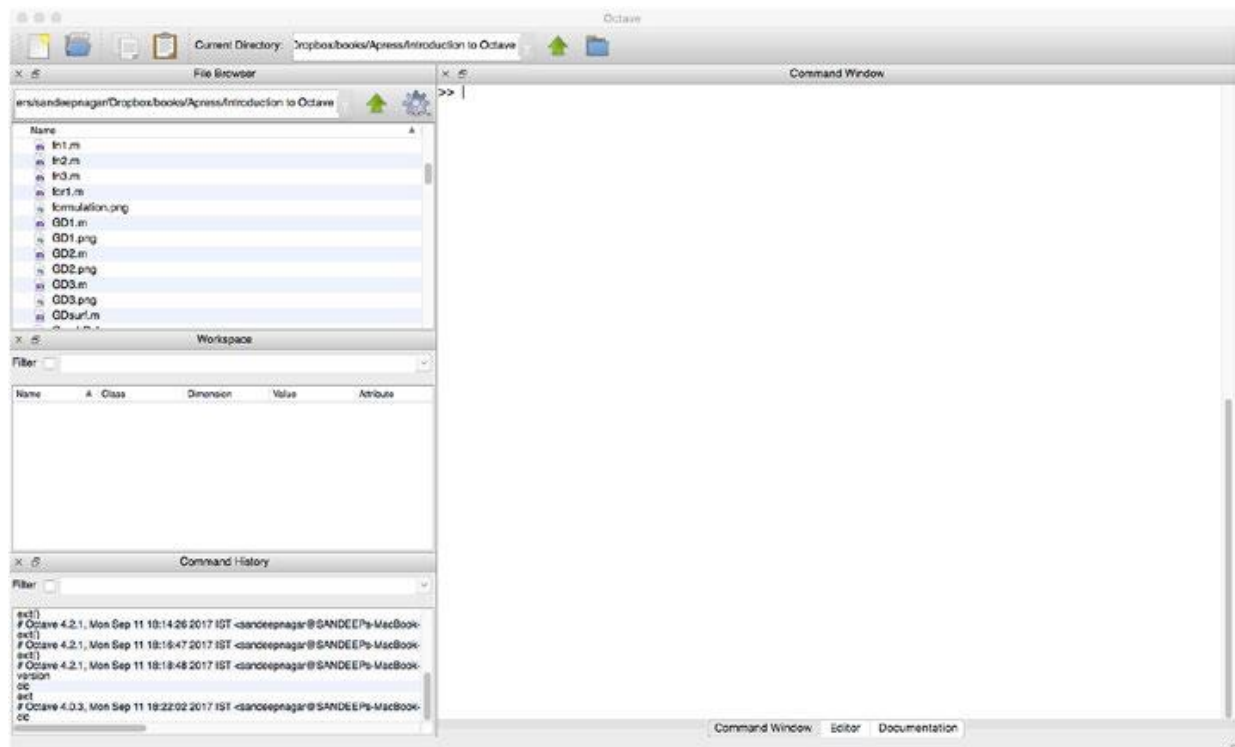 Octave
Current Directory: Dropbox/books/Apress/Introduction to Octave
File Browser
ers/sandeepnagar/Dropbox/books/Apress/Introduction to Octave
Name
fn1.m
fn2.m
fn3.m
for1.m
formulation.png
GD1.m
GD1.png
GD2.m
GD2.png
GD3.m
GD3.png
GDsurf.m
Workspace
Filter
Name Class Dimension Value Attribute
Command History
Filter
exit()
# Octave 4.2.1, Mon Sep 11 18:14:26 2017 IST <sandeepnagar@SANDEEPs-MacBook-
exit()
# Octave 4.2.1, Mon Sep 11 18:16:47 2017 IST <sandeepnagar@SANDEEPs-MacBook-
exit()
# Octave 4.2.1, Mon Sep 11 18:18:48 2017 IST <sandeepnagar@SANDEEPs-MacBook-
version
clc
exit
# Octave 4.0.3, Mon Sep 11 18:22:02 2017 IST <sandeepnagar@SANDEEPs-MacBook-
clc
Command Window
>>
Command Window Editor Documentation